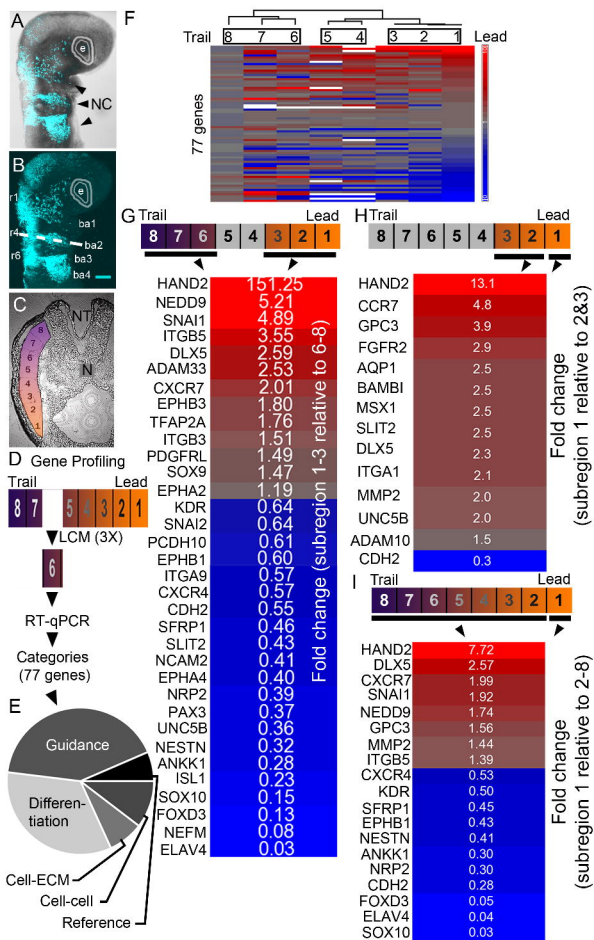 A
e
NC
B
e
r1
ba1
r4
ba2
r6
ba3
ba4
C
NT
N
8
7
6
5
4
3
2
1
D Gene Profiling
Trail Lead
8 7 5 4 3 2 1
LCM (3X)
6
RT-qPCR
Categories
(77 genes)
E
Guidance
Differen-
tiation
Cell-ECM
Cell-cell
Reference
F
Trail Lead
8 7 6 5 4 3 2 1
77 genes
G Trail Lead
8 7 6 5 4 3 2 1
HAND2 151.25
NEDD9 5.21
SNAI1 4.89
ITGB5 3.55
DLX5 2.59
ADAM33 2.53
CXCR7 2.01
EPHB3 1.80
TFAP2A 1.76
ITGB3 1.51
PDGFRL 1.49
SOX9 1.47
EPHA2 1.19
KDR 0.64
SNAI2 0.64
PCDH10 0.61
EPHB1 0.60
ITGA9 0.57
CXCR4 0.57
CDH2 0.55
SFRP1 0.46
SLIT2 0.43
NCAM2 0.41
EPHA4 0.40
NRP2 0.39
PAX3 0.37
UNC5B 0.36
NESTN 0.32
ANKK1 0.28
ISL1 0.23
SOX10 0.15
FOXD3 0.13
NEFM 0.08
ELAV4 0.03
Fold change (subregion 1-3 relative to 6-8)
H Trail Lead
8 7 6 5 4 3 2 1
HAND2 13.1
CCR7 4.8
GPC3 3.9
FGFR2 2.9
AQP1 2.5
BAMBI 2.5
MSX1 2.5
SLIT2 2.5
DLX5 2.3
ITGA1 2.1
MMP2 2.0
UNC5B 2.0
ADAM10 1.5
CDH2 0.3
Fold change
(subregion 1 relative to 2&3)
I Trail Lead
8 7 6 5 4 3 2 1
HAND2 7.72
DLX5 2.57
CXCR7 1.99
SNAI1 1.92
NEDD9 1.74
GPC3 1.56
MMP2 1.44
ITGB5 1.39
CXCR4 0.53
KDR 0.50
SFRP1 0.45
EPHB1 0.43
NESTN 0.41
ANKK1 0.30
NRP2 0.30
CDH2 0.28
FOXD3 0.05
ELAV4 0.04
SOX10 0.03
Fold change
(subregion 1 relative to 2-8)